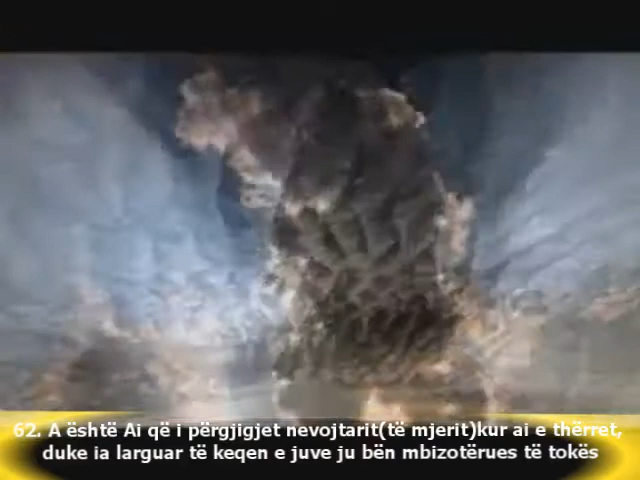 62. A është Ai që i përgjigjet nevojtarit(të mjerit)kur ai e thërret,
duke ia larguar të keqen e juve ju bën mbizotërues të tokës